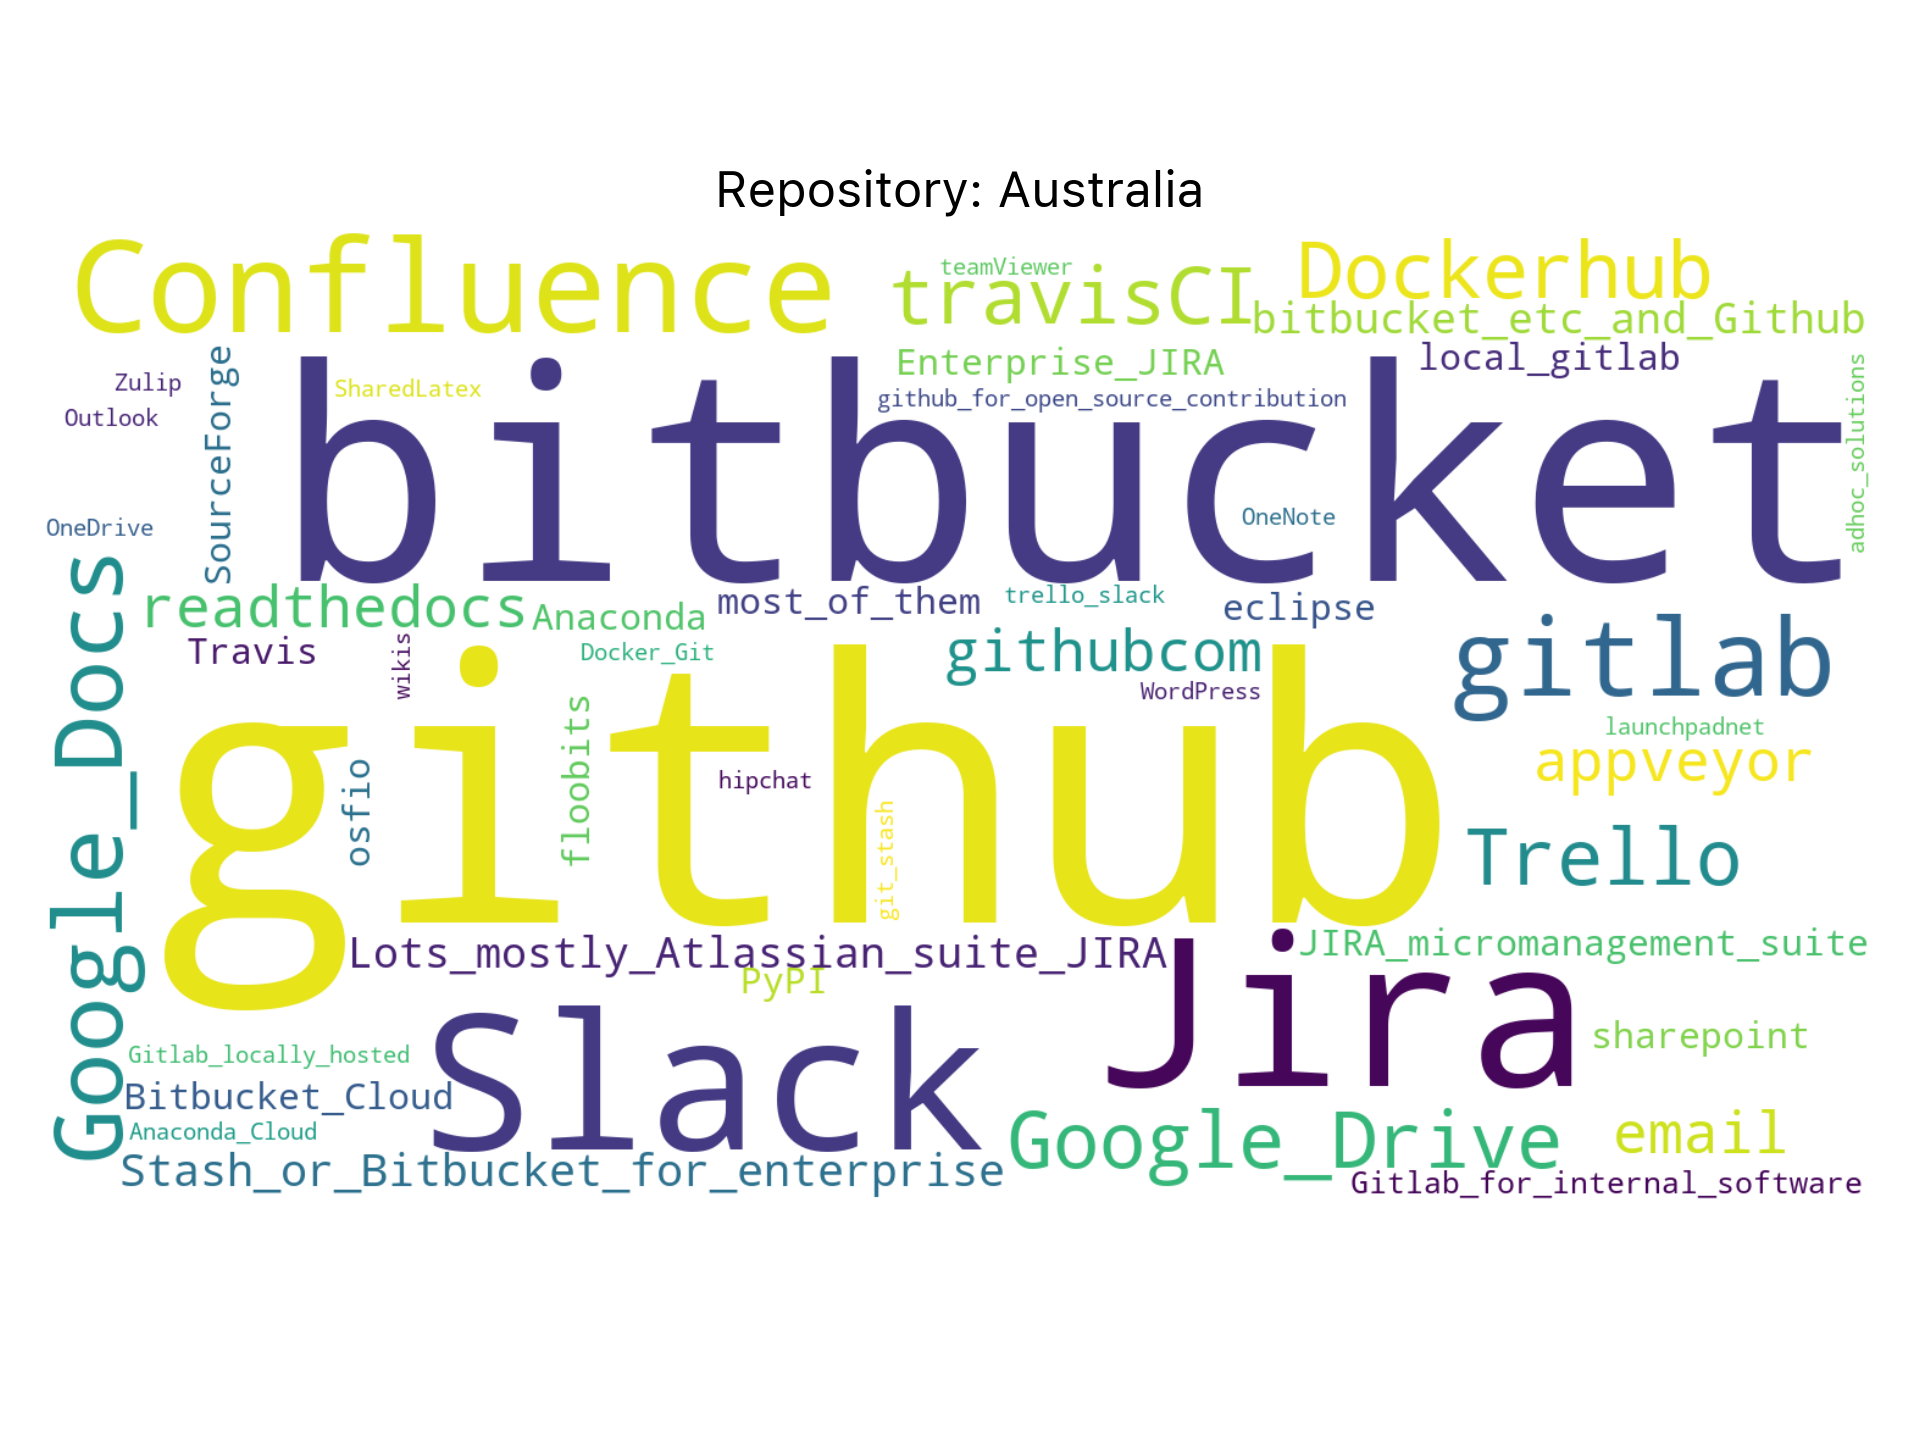 Repository: Australia
Confluence
teamViewer
travisCI
Dockerhub
bitbucket_etc_and_Github
Zulip
Outlook
SourceForge
SharedLatex
Enterprise_JIRA
local_gitlab
github_for_open_source_contribution
bitbucket
adhoc_solutions
OneDrive
OneNote
Google_Docs
readthedocs
Anaconda
most_of_them
trello_slack
eclipse
Travis
wikis
Docker_Git
githubcom
WordPress
gitlab
launchpadnet
appveyor
github
osfio
floobits
hipchat
git_stash
Trello
Lots_mostly_Atlassian_suite_JIRA
JIRA_micromanagement_suite
PyPI
Jira
Slack
sharepoint
Gitlab_locally_hosted
Bitbucket_Cloud
Anaconda_Cloud
Google_Drive
email
Stash_or_Bitbucket_for_enterprise
Gitlab_for_internal_software